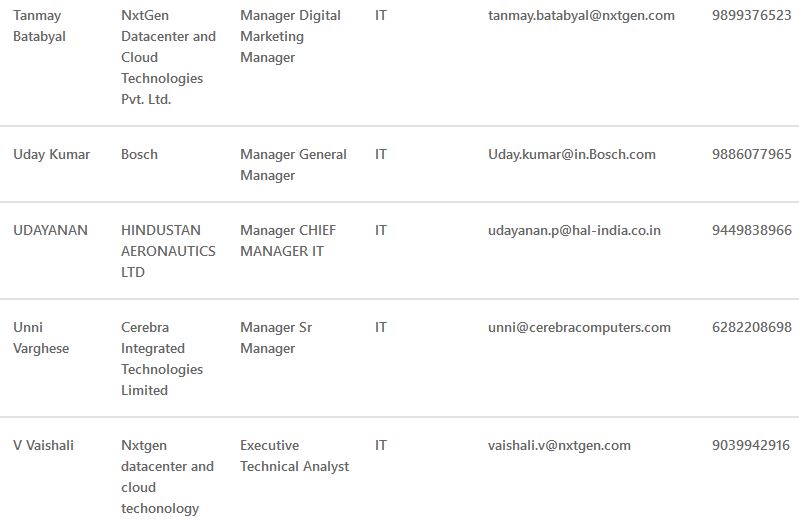 Tanmay Batabyal
NxtGen Datacenter and Cloud Technologies Pvt. Ltd.
Manager Digital Marketing Manager
IT
tanmay.batabyal@nxtgen.com
9899376523
Uday Kumar
Bosch
Manager General Manager
IT
Uday.kumar@in.Bosch.com
9886077965
UDAYANAN
HINDUSTAN AERONAUTICS LTD
Manager CHIEF MANAGER IT
IT
udayanan.p@hal-india.co.in
9449838966
Unni Varghese
Cerebra Integrated Technologies Limited
Manager Sr Manager
IT
unni@cerebracomputers.com
6282208698
V Vaishali
Nxtgen datacenter and cloud techonology
Executive Technical Analyst
IT
vaishali.v@nxtgen.com
9039942916